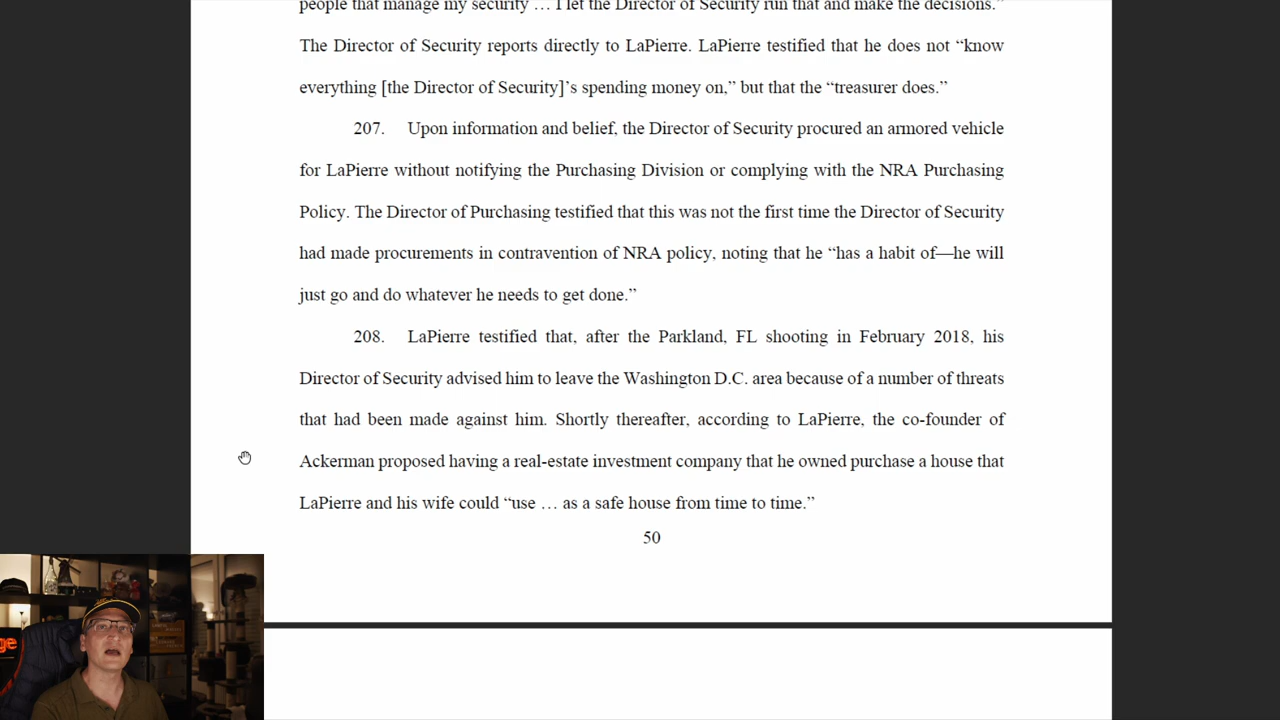 people that manage my security … I let the Director of Security run that and make the decisions.”
The Director of Security reports directly to LaPierre. LaPierre testified that he does not “know
everything [the Director of Security]’s spending money on,” but that the “treasurer does.”
207. Upon information and belief, the Director of Security procured an armored vehicle
for LaPierre without notifying the Purchasing Division or complying with the NRA Purchasing
Policy. The Director of Purchasing testified that this was not the first time the Director of Security
had made procurements in contravention of NRA policy, noting that he “has a habit of—he will
just go and do whatever he needs to get done.”
208. LaPierre testified that, after the Parkland, FL shooting in February 2018, his
Director of Security advised him to leave the Washington D.C. area because of a number of threats
that had been made against him. Shortly thereafter, according to LaPierre, the co-founder of
Ackerman proposed having a real-estate investment company that he owned purchase a house that
LaPierre and his wife could “use … as a safe house from time to time.”
50
ge